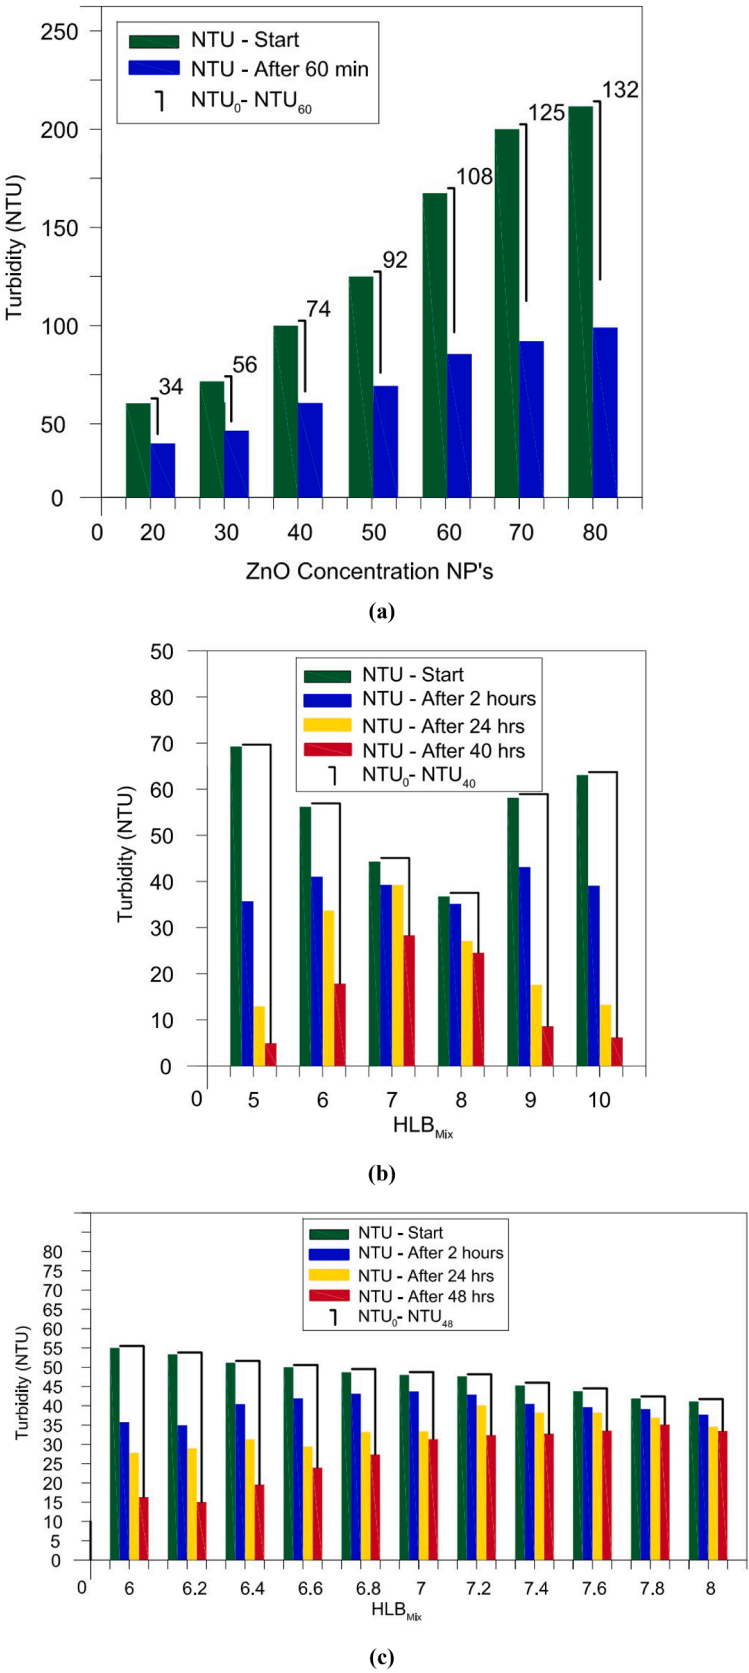 250
200
150
100
50
0
Turbidity (NTU)
NTU - Start
NTU - After 60 min
NTU0- NTU60
34
56
74
92
108
125
132
0 20 30 40 50 60 70 80
ZnO Concentration NP's
(a)
50
80
70
60
50
40
30
20
10
0
Turbidity (NTU)
NTU - Start
NTU - After 2 hours
NTU - After 24 hrs
NTU - After 40 hrs
NTU0- NTU40
0 5 6 7 8 9 10
HLBMix
(b)
80
75
70
65
60
55
50
45
40
35
30
25
20
15
10
5
0
Turbidity (NTU)
NTU - Start
NTU - After 2 hours
NTU - After 24 hrs
NTU - After 48 hrs
NTU0- NTU48
0 6 6.2 6.4 6.6 6.8 7 7.2 7.4 7.6 7.8 8
HLBMix
(c)